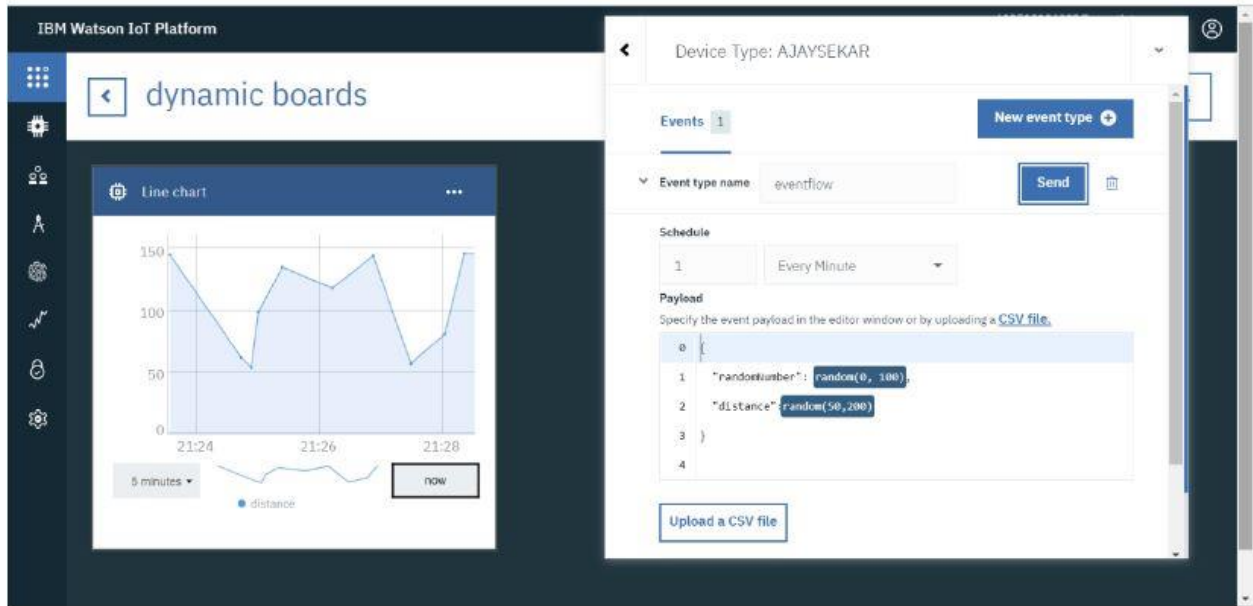 IBM Watson IoT Platform
dynamic boards
Line chart
150
100
50
0
21:24
21:26
21:28
5 minutes
now
distance
Device Type: AJAYSEKAR
Events 1
New event type
Event type name eventflow
Send
Schedule
1 Every Minute
Payload
Specify the event payload in the editor window or by uploading a CSV file.
0 {
1 "randomNumber": random(0, 100),
2 "distance":random(50,200)
3 }
4
Upload a CSV file